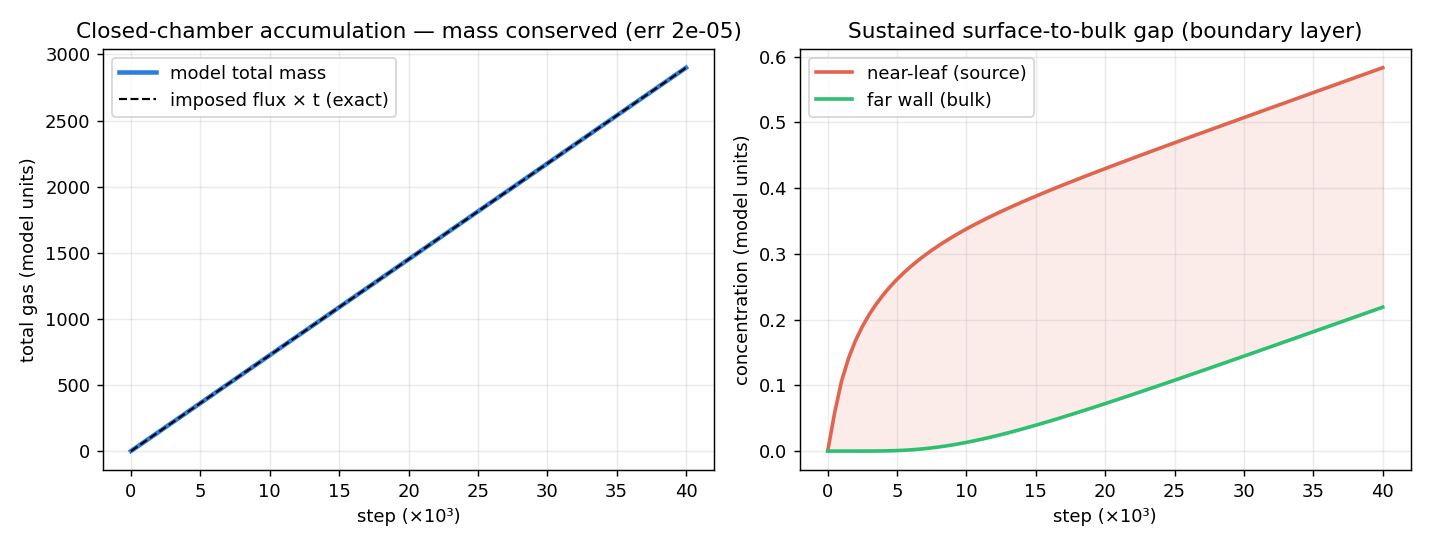 Closed-chamber accumulation — mass conserved (err 2e-05)
model total mass
imposed flux × t (exact)
total gas (model units)
3000
2500
2000
1500
1000
500
0
0 5 10 15 20 25 30 35 40
step (×10³)
Sustained surface-to-bulk gap (boundary layer)
near-leaf (source)
far wall (bulk)
concentration (model units)
0.6
0.5
0.4
0.3
0.2
0.1
0.0
0 5 10 15 20 25 30 35 40
step (×10³)